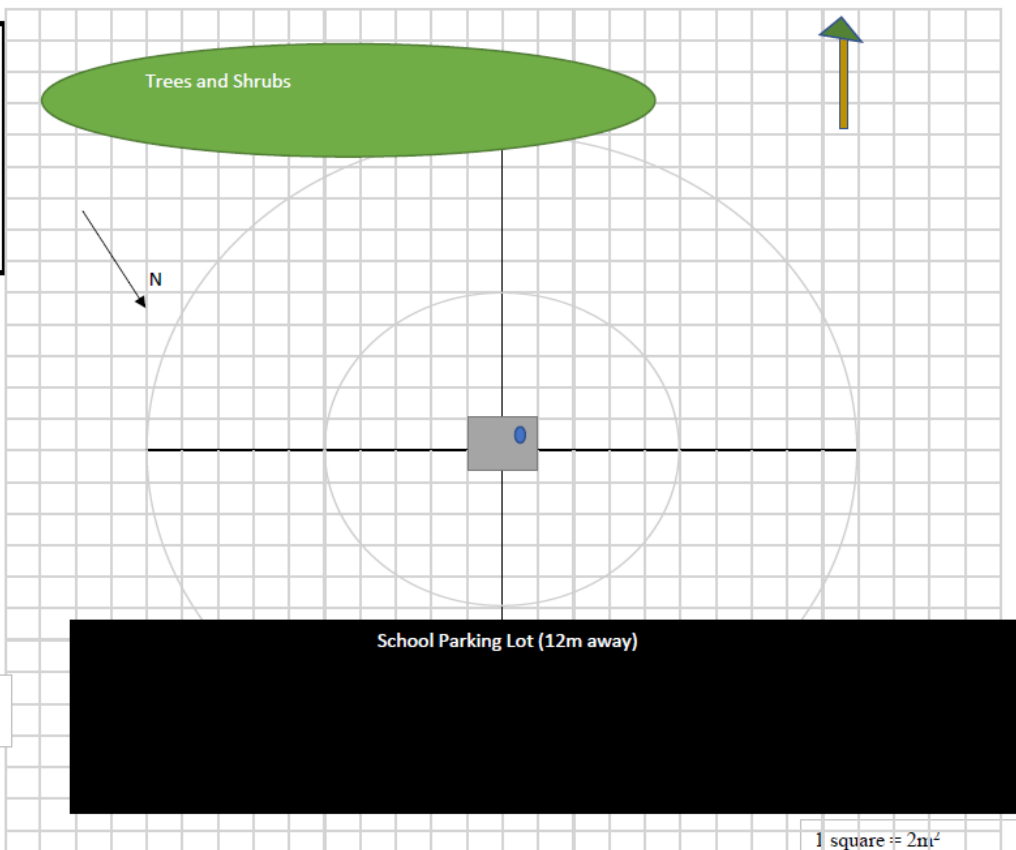 Trees and Shrubs
N
School Parking Lot (12m away)
1 square = 2m²